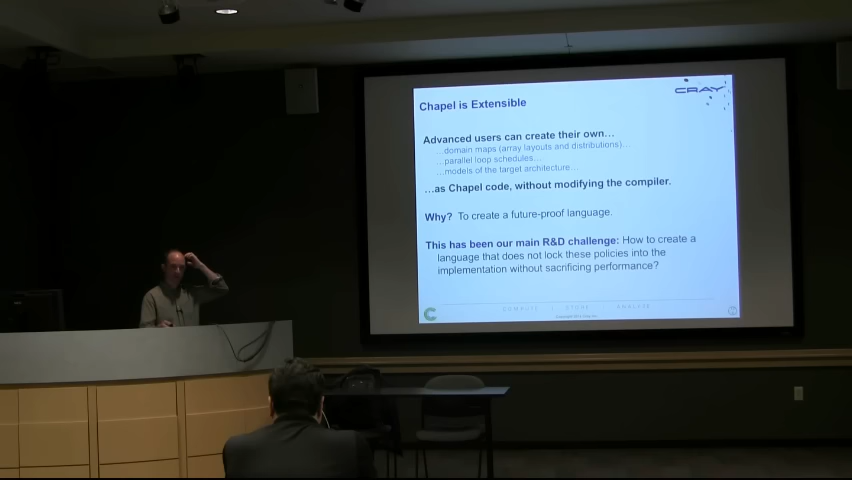 CRAY
Chapel is Extensible
Advanced users can create their own…
…domain maps (array layouts and distributions)…
…parallel loop schedules…
…models of the target architecture…
…as Chapel code, without modifying the compiler.
Why? To create a future-proof language.
This has been our main R&D challenge: How to create a
language that does not lock these policies into the
implementation without sacrificing performance?
COMPUTE | STORE | ANALYZE